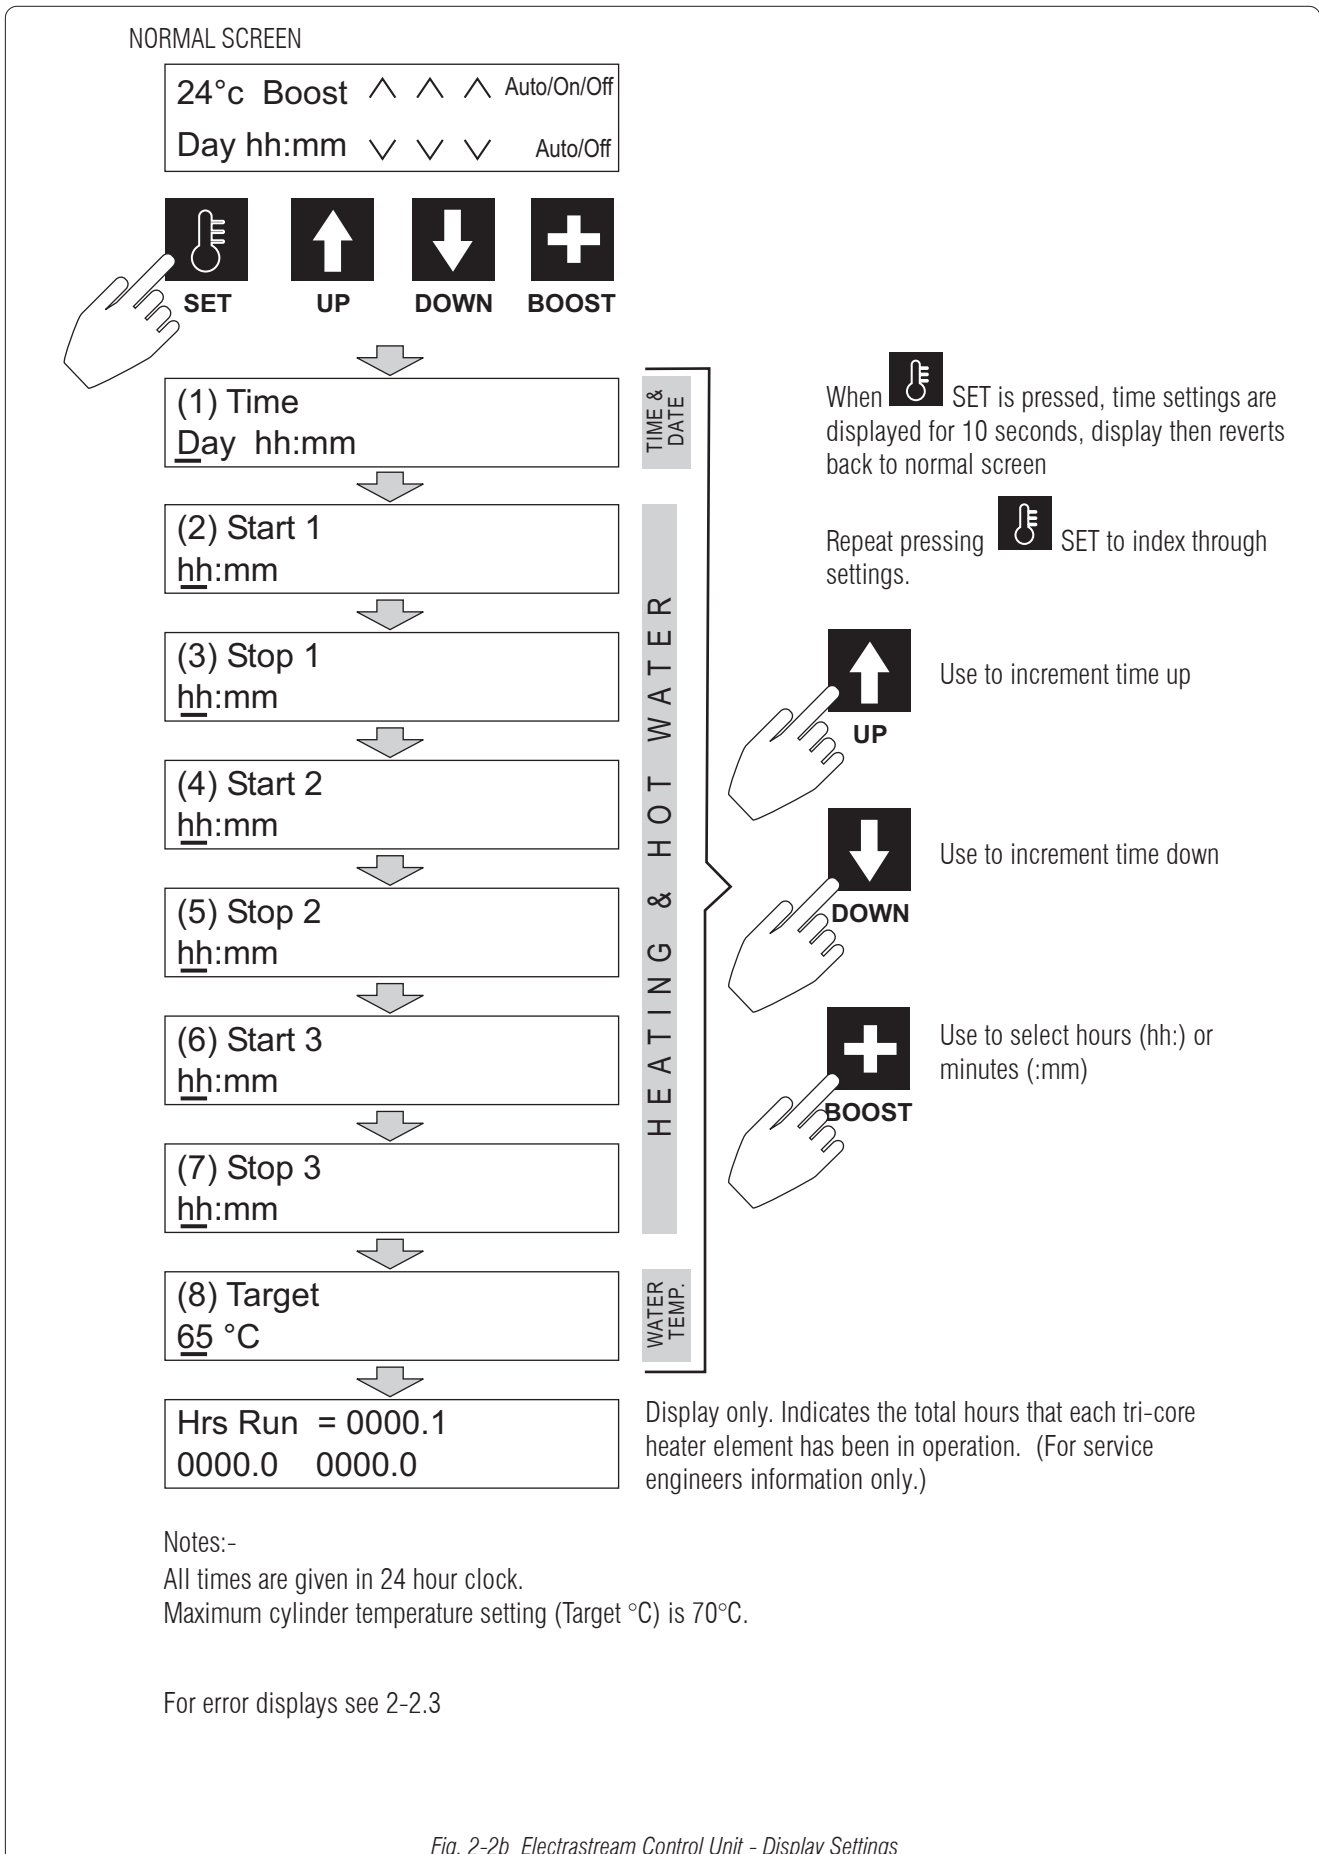 NORMAL SCREEN
24°c Boost ∧ ∧ ∧ Auto/On/Off
Day hh:mm ∨ ∨ ∨ Auto/Off
SET UP DOWN BOOST
(1) Time
Day hh:mm
TIME &
DATE
(2) Start 1
hh:mm
(3) Stop 1
hh:mm
(4) Start 2
hh:mm
(5) Stop 2
hh:mm
(6) Start 3
hh:mm
(7) Stop 3
hh:mm
HEATING & HOT WATER
(8) Target
65 °C
WATER
TEMP.
Hrs Run = 0000.1
0000.0 0000.0
When SET is pressed, time settings are
displayed for 10 seconds, display then reverts
back to normal screen
Repeat pressing SET to index through
settings.
UP
Use to increment time up
DOWN
Use to increment time down
BOOST
Use to select hours (hh:) or
minutes (:mm)
Display only. Indicates the total hours that each tri-core
heater element has been in operation. (For service
engineers information only.)
Notes:-
All times are given in 24 hour clock.
Maximum cylinder temperature setting (Target °C) is 70°C.
For error displays see 2-2.3
Fig. 2-2b Electrastream Control Unit - Display Settings